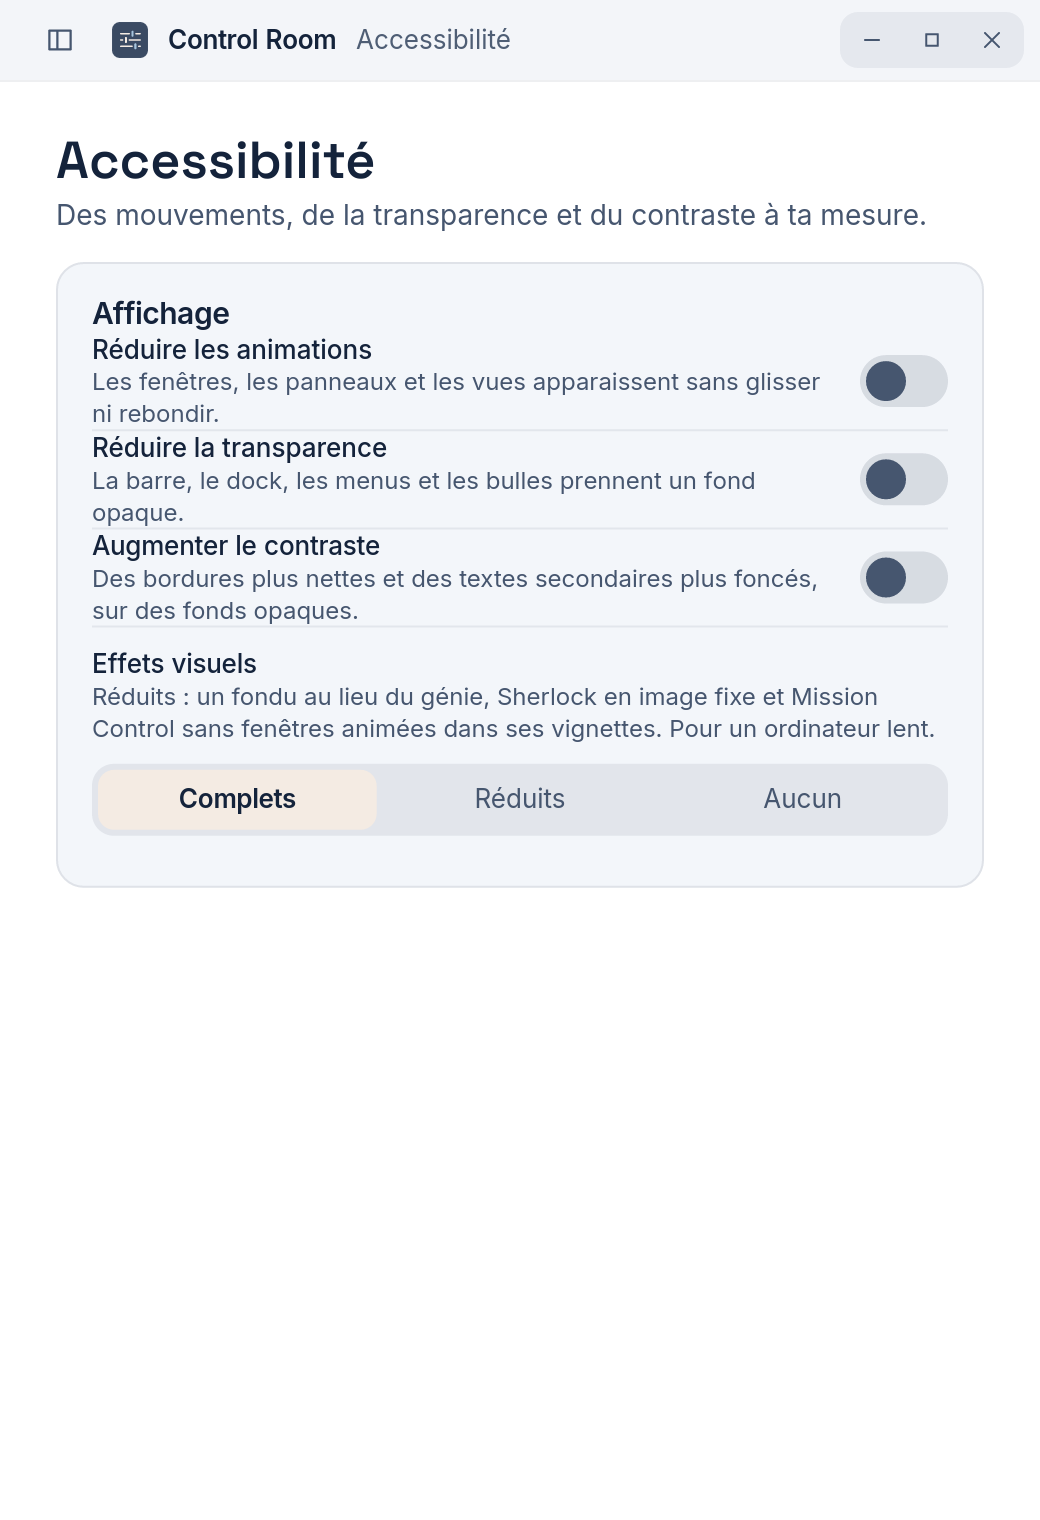 Control Room Accessibilité
Accessibilité
Des mouvements, de la transparence et du contraste à ta mesure.
Affichage
Réduire les animations
Les fenêtres, les panneaux et les vues apparaissent sans glisser
ni rebondir.
Réduire la transparence
La barre, le dock, les menus et les bulles prennent un fond
opaque.
Augmenter le contraste
Des bordures plus nettes et des textes secondaires plus foncés,
sur des fonds opaques.
Effets visuels
Réduits : un fondu au lieu du génie, Sherlock en image fixe et Mission
Control sans fenêtres animées dans ses vignettes. Pour un ordinateur lent.
Complets Réduits Aucun